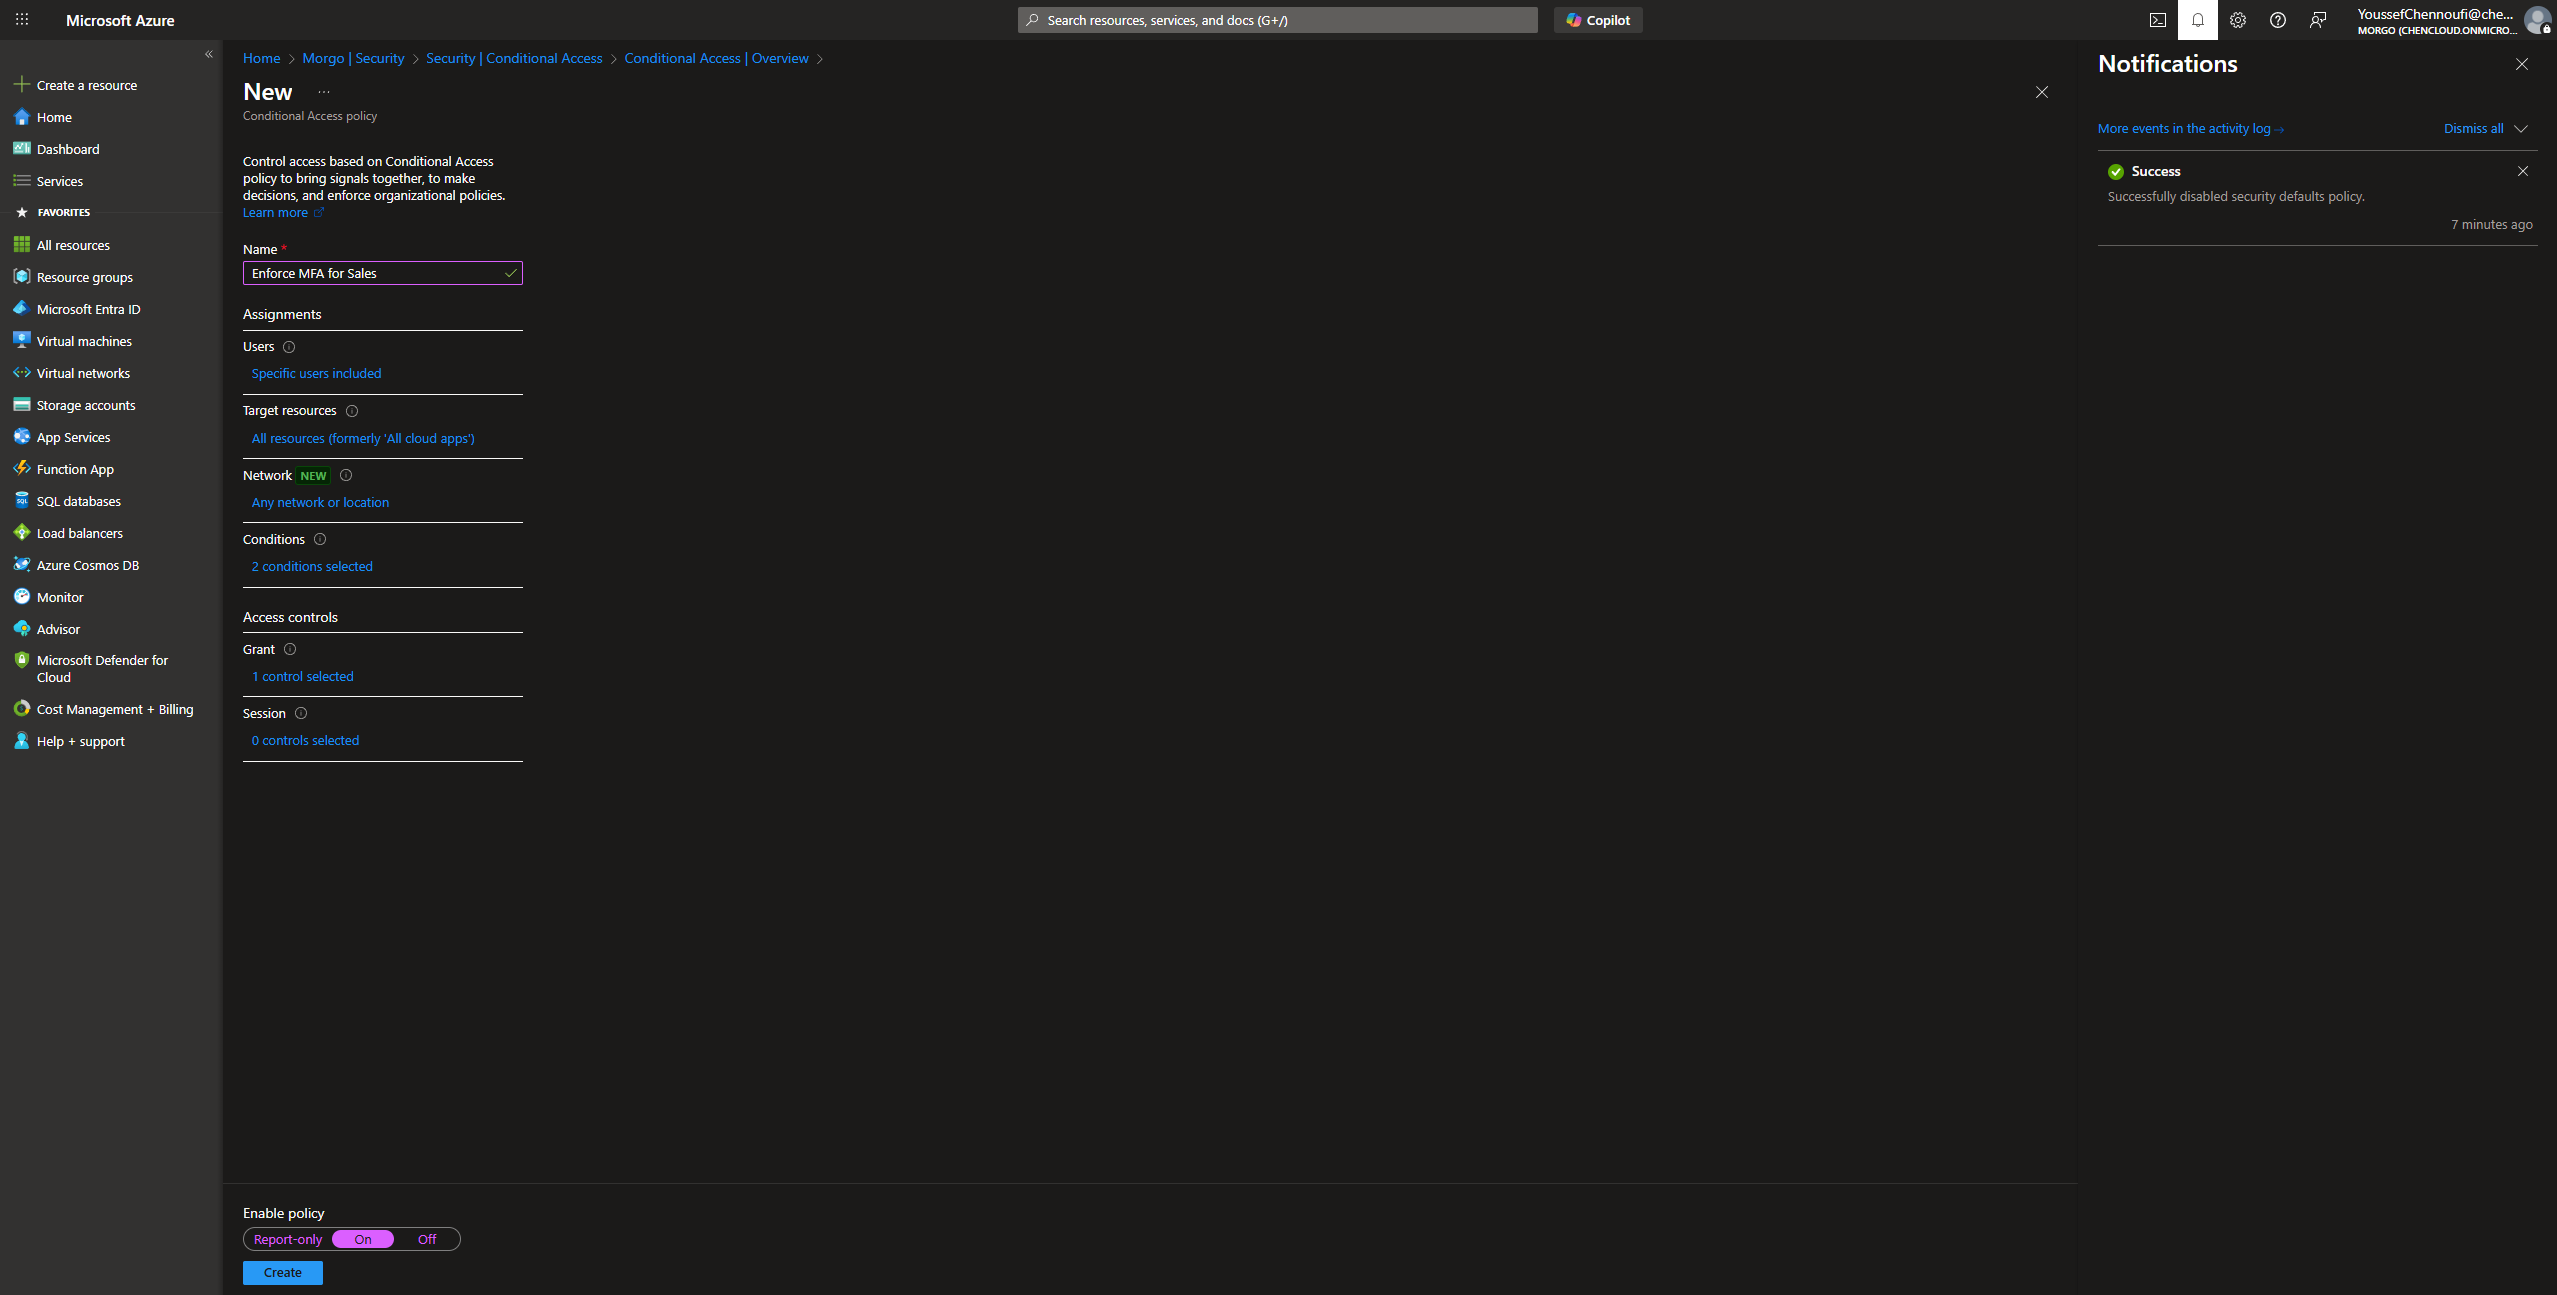 Microsoft Azure
Search resources, services, and docs (G+/)
Copilot
YoussefChennoufi@che...
MORGO (CHENCLOUD.ONMICRO...
Create a resource
Home
Dashboard
Services
FAVORITES
All resources
Resource groups
Microsoft Entra ID
Virtual machines
Virtual networks
Storage accounts
App Services
Function App
SQL databases
Load balancers
Azure Cosmos DB
Monitor
Advisor
Microsoft Defender for
Cloud
Cost Management + Billing
Help + support
Home > Morgo | Security > Security | Conditional Access > Conditional Access | Overview >
New ...
Conditional Access policy
Control access based on Conditional Access
policy to bring signals together, to make
decisions, and enforce organizational policies.
Learn more
Name *
Enforce MFA for Sales
Assignments
Users
Specific users included
Target resources
All resources (formerly 'All cloud apps')
Network NEW
Any network or location
Conditions
2 conditions selected
Access controls
Grant
1 control selected
Session
0 controls selected
Enable policy
Report-only On Off
Create
Notifications
More events in the activity log →
Dismiss all
Success
Successfully disabled security defaults policy.
7 minutes ago